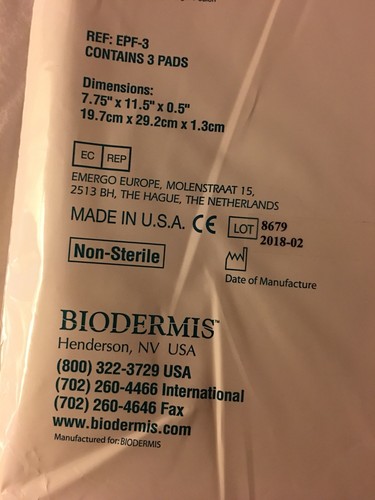 REF: EPF-3
CONTAINS 3 PADS
Dimensions:
7.75" x 11.5" x 0.5"
19.7cm x 29.2cm x 1.3cm
EC REP
EMERGO EUROPE, MOLENSTRAAT 15,
2513 BH, THE HAGUE, THE NETHERLANDS
MADE IN U.S.A. CE LOT 8679
2018-02
Non-Sterile
Date of Manufacture
BIODERMIS™
Henderson, NV USA
(800) 322-3729 USA
(702) 260-4466 International
(702) 260-4646 Fax
www.biodermis.com
Manufactured for: BIODERMIS